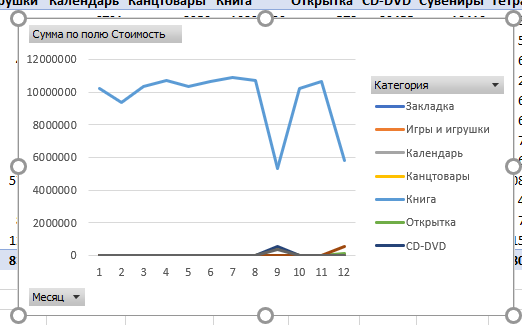 Календарь Канцтовары Книга Открытка CD-DVD Сувениры
Сумма по полю Стоимость
12000000
10000000
8000000
6000000
4000000
2000000
0
1 2 3 4 5 6 7 8 9 10 11 12
Месяц
Категория
Закладка
Игры и игрушки
Календарь
Канцтовары
Книга
Открытка
CD-DVD